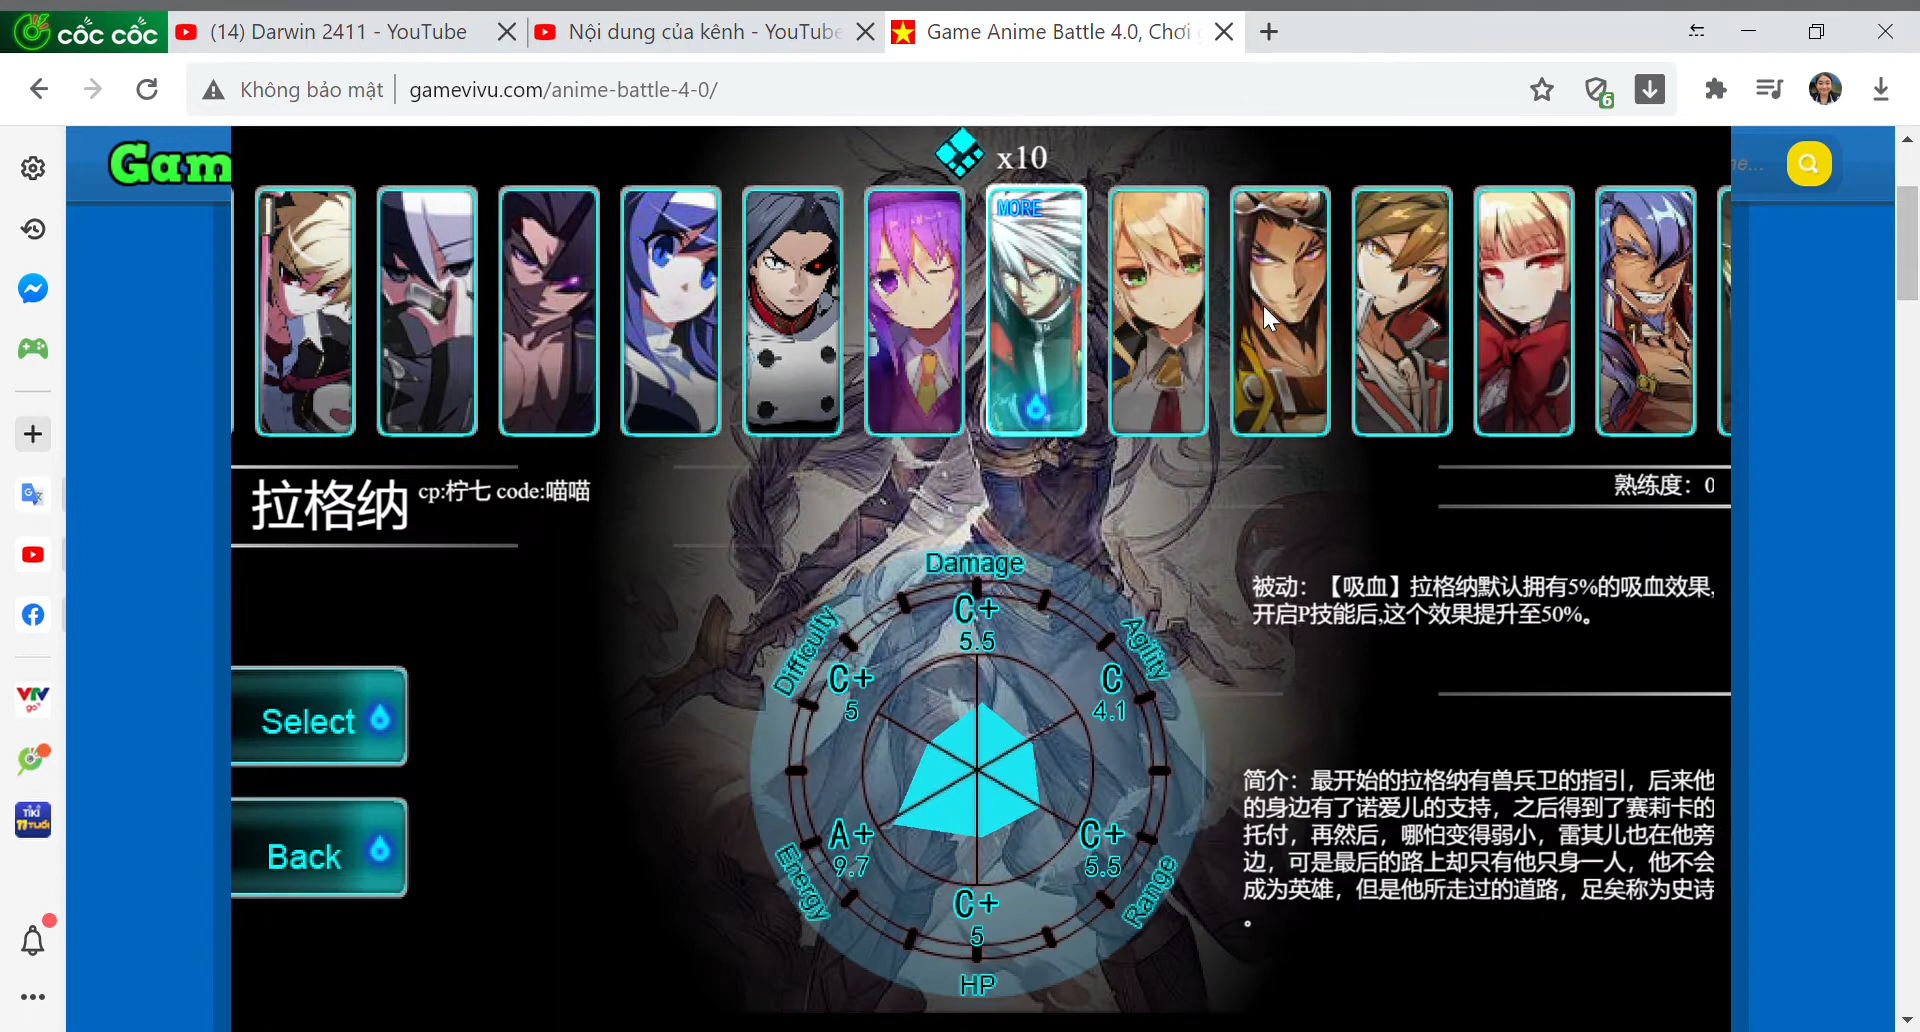 cốc cốc
(14) Darwin 2411 - YouTube
Nội dung của kênh - YouTube
Game Anime Battle 4.0, Chơi
Không bảo mật
gamevivu.com/anime-battle-4-0/
6
Gam
x10
MORE
拉格纳
cp:柠七 code:喵喵
熟练度：0
Damage
C+
5.5
Agility
C
4.1
Difficulty
C+
5
被动：【吸血】拉格纳默认拥有5%的吸血效果,
开启P技能后,这个效果提升至50%。
Select
Back
A+
9.7
Energy
C+
5.5
Range
C+
5
HP
简介：最开始的拉格纳有兽兵卫的指引，后来他
的身边有了诺爱儿的支持，之后得到了赛莉卡的
托付，再然后，哪怕变得弱小，雷其儿也在他旁
边，可是最后的路上却只有他只身一人，他不会
成为英雄，但是他所走过的道路，足矣称为史诗
。
VTV
go
TIKI
11 TUỔI